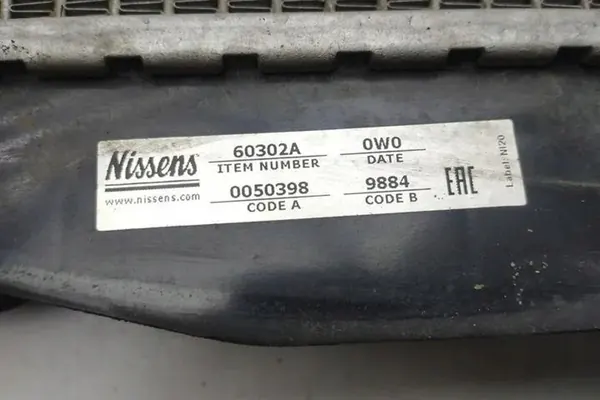 Nissens
www.nissens.com
60302A
ITEM NUMBER
0W0
DATE
0050398
CODE A
9884
CODE B
EAC
Label: NI20